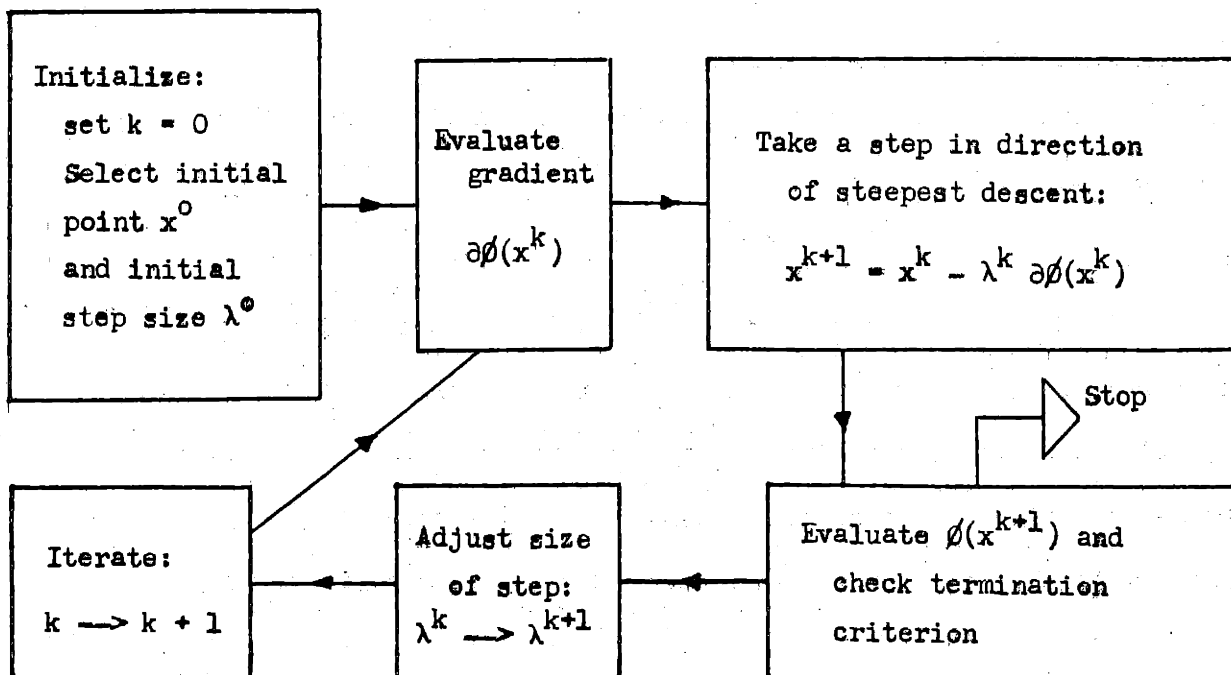 Initialize:
set k = 0
Select initial
point x^0
and initial
step size λ^0
Evaluate
gradient
∂ø(x^k)
Take a step in direction
of steepest descent:
x^{k+1} = x^k - λ^k ∂ø(x^k)
Stop
Evaluate ø(x^{k+1}) and
check termination
criterion
Adjust size
of step:
λ^k —> λ^{k+1}
Iterate:
k —> k + 1